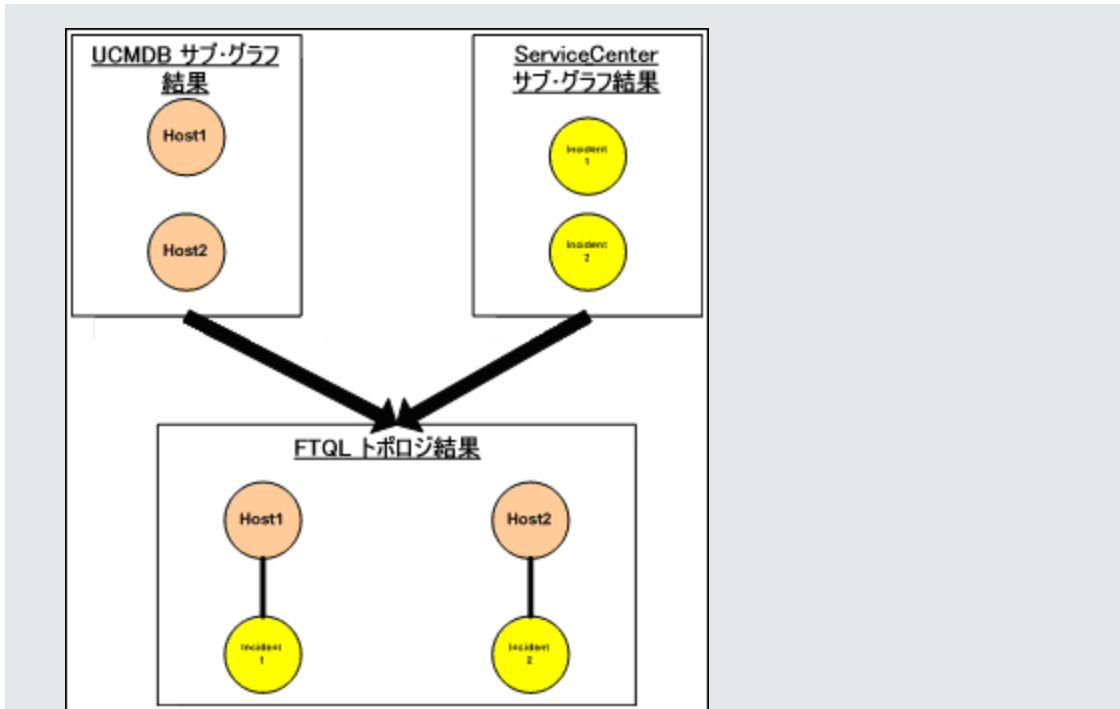 UCMDB サブ・グラフ
結果
Host1
Host2
ServiceCenter
サブ・グラフ結果
Incident
1
Incident
2
FTQL トポロジ結果
Host1
Host2
Incident
1
Incident
2